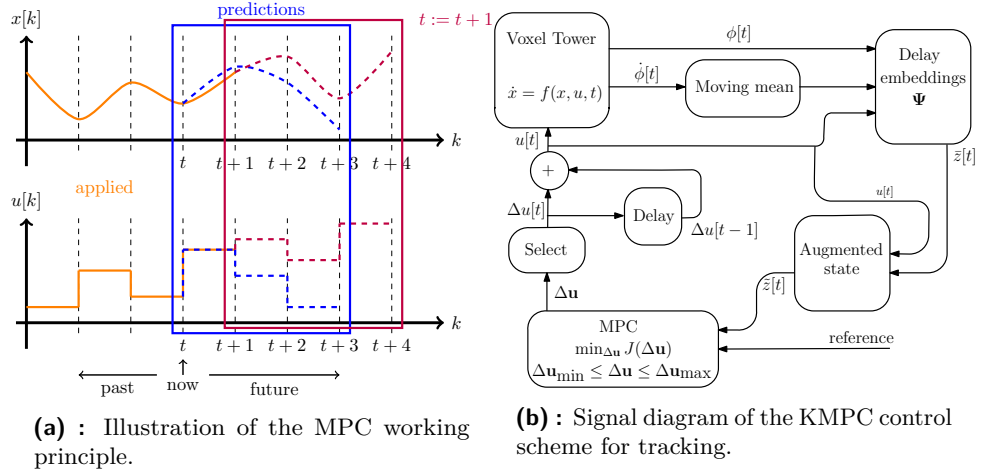 x[k]
predictions
t := t + 1
k
t
t + 1
t + 2
t + 3
t + 4
applied
u[k]
k
t
t + 1
t + 2
t + 3
t + 4
past
now
future
(a) : Illustration of the MPC working
principle.
Voxel Tower
ẋ = f(x, u, t)
ϕ[t]
ϕ̇[t]
Moving mean
Delay
embeddings
Ψ
u[t]
z̄[t]
+
u[t]
Δu[t]
Delay
Δu[t − 1]
Select
Augmented
state
z̃[t]
Δu
MPC
min_Δu J(Δu)
Δu_min ≤ Δu ≤ Δu_max
reference
(b) : Signal diagram of the KMPC control
scheme for tracking.